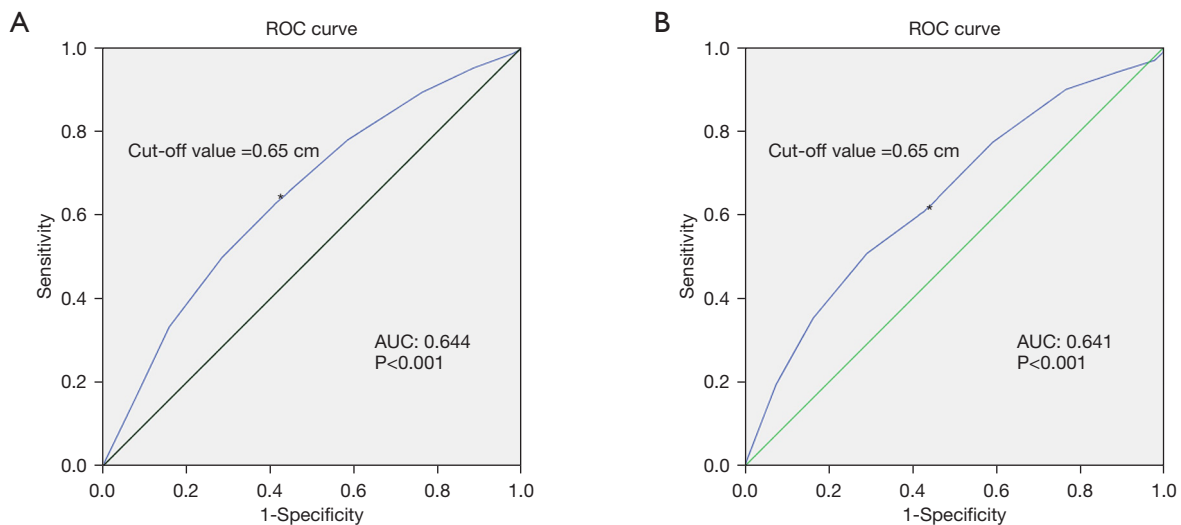 A
ROC curve
1.0
0.8
0.6
0.4
0.2
0.0
Sensitivity
Cut-off value =0.65 cm
*
AUC: 0.644
P<0.001
0.0 0.2 0.4 0.6 0.8 1.0
1-Specificity
B
ROC curve
1.0
0.8
0.6
0.4
0.2
0.0
Sensitivity
Cut-off value =0.65 cm
*
AUC: 0.641
P<0.001
0.0 0.2 0.4 0.6 0.8 1.0
1-Specificity